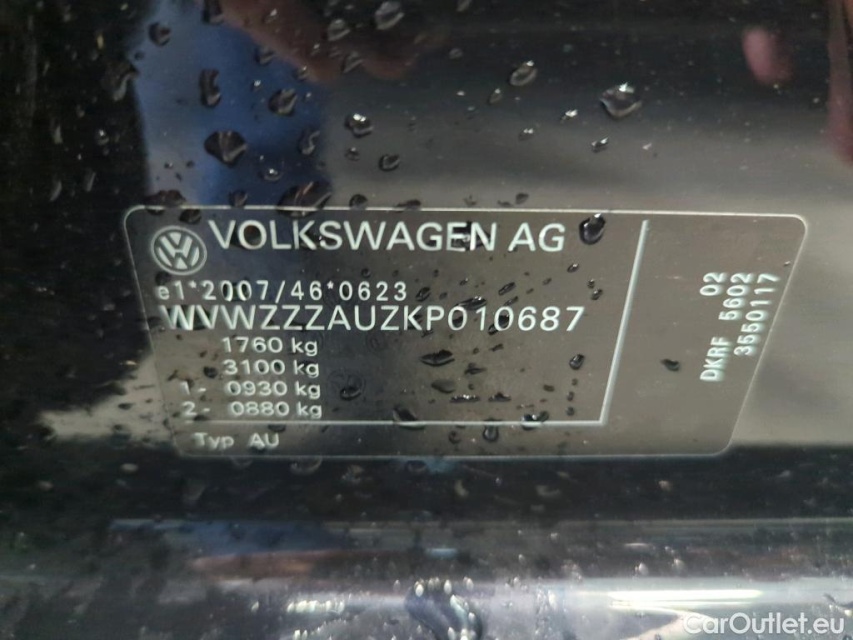 VOLKSWAGEN AG
e1*2007/46*0623
WVWZZZAUZKP010687
1760 kg
3100 kg
1- 0930 kg
2- 0880 kg
Typ AU
02
DKRF 5602
3550117
CarOutlet.eu